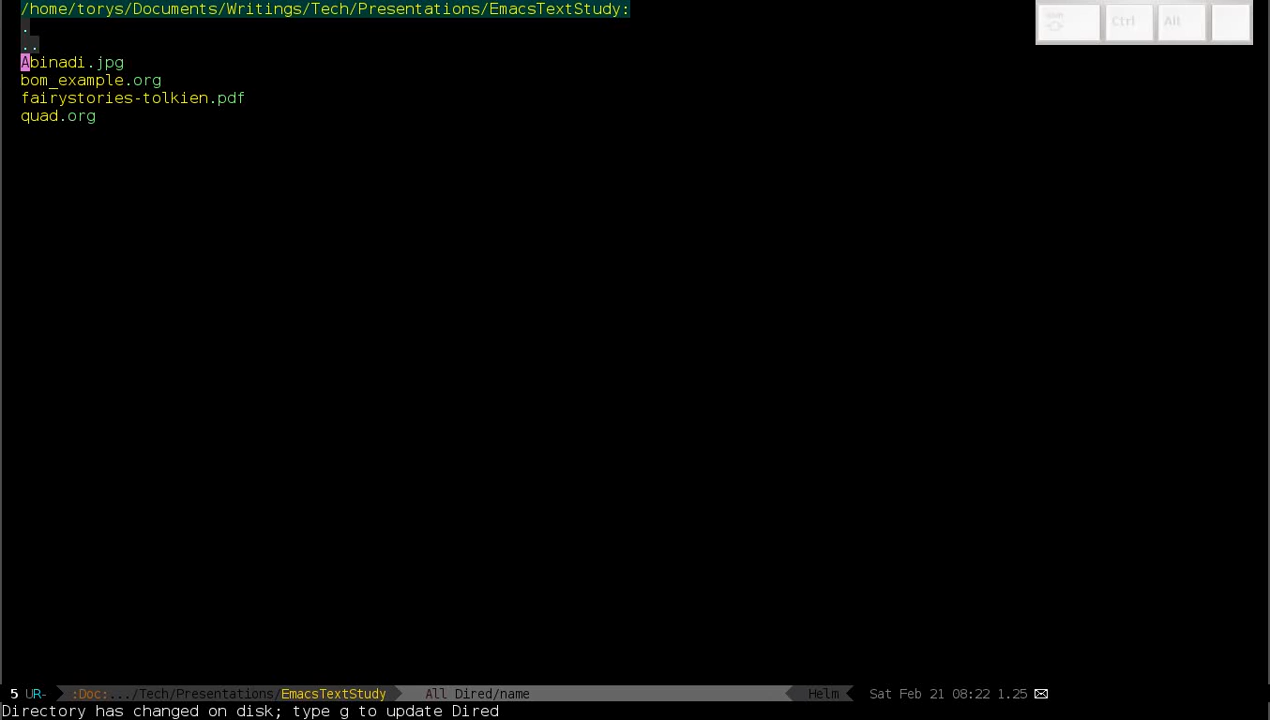 /home/torys/Documents/Writings/Tech/Presentations/EmacsTextStudy:
.
..
Abinadi.jpg
bom_example.org
fairystories-tolkien.pdf
quad.org
Ctrl Alt
5 UR- :Doc:.../Tech/Presentations/EmacsTextStudy All Dired/name Helm Sat Feb 21 08:22 1.25
Directory has changed on disk; type g to update Dired